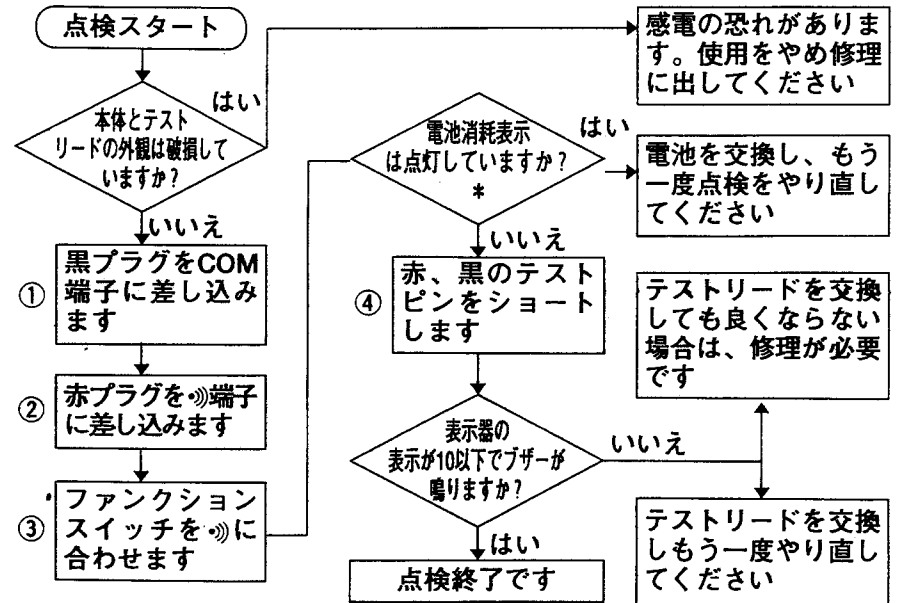 点検スタート
はい
本体とテスト
リードの外観は破損して
いますか?
いいえ
① 黒プラグをCOM
端子に差し込み
ます
② 赤プラグを•)))端子
に差し込みます
③ ファンクション
スイッチを•)))に
合わせます
感電の恐れがありま
す。使用をやめ修理
に出してください
電池消耗表示
は点灯していますか?
*
はい
電池を交換し、もう
一度点検をやり直し
てください
いいえ
④ 赤、黒のテスト
ピンをショート
します
表示器の
表示が10以下でブザーが
鳴りますか?
いいえ
テストリードを交換
しても良くならない
場合は、修理が必要
です
テストリードを交換
しもう一度やり直し
てください
はい
点検終了です